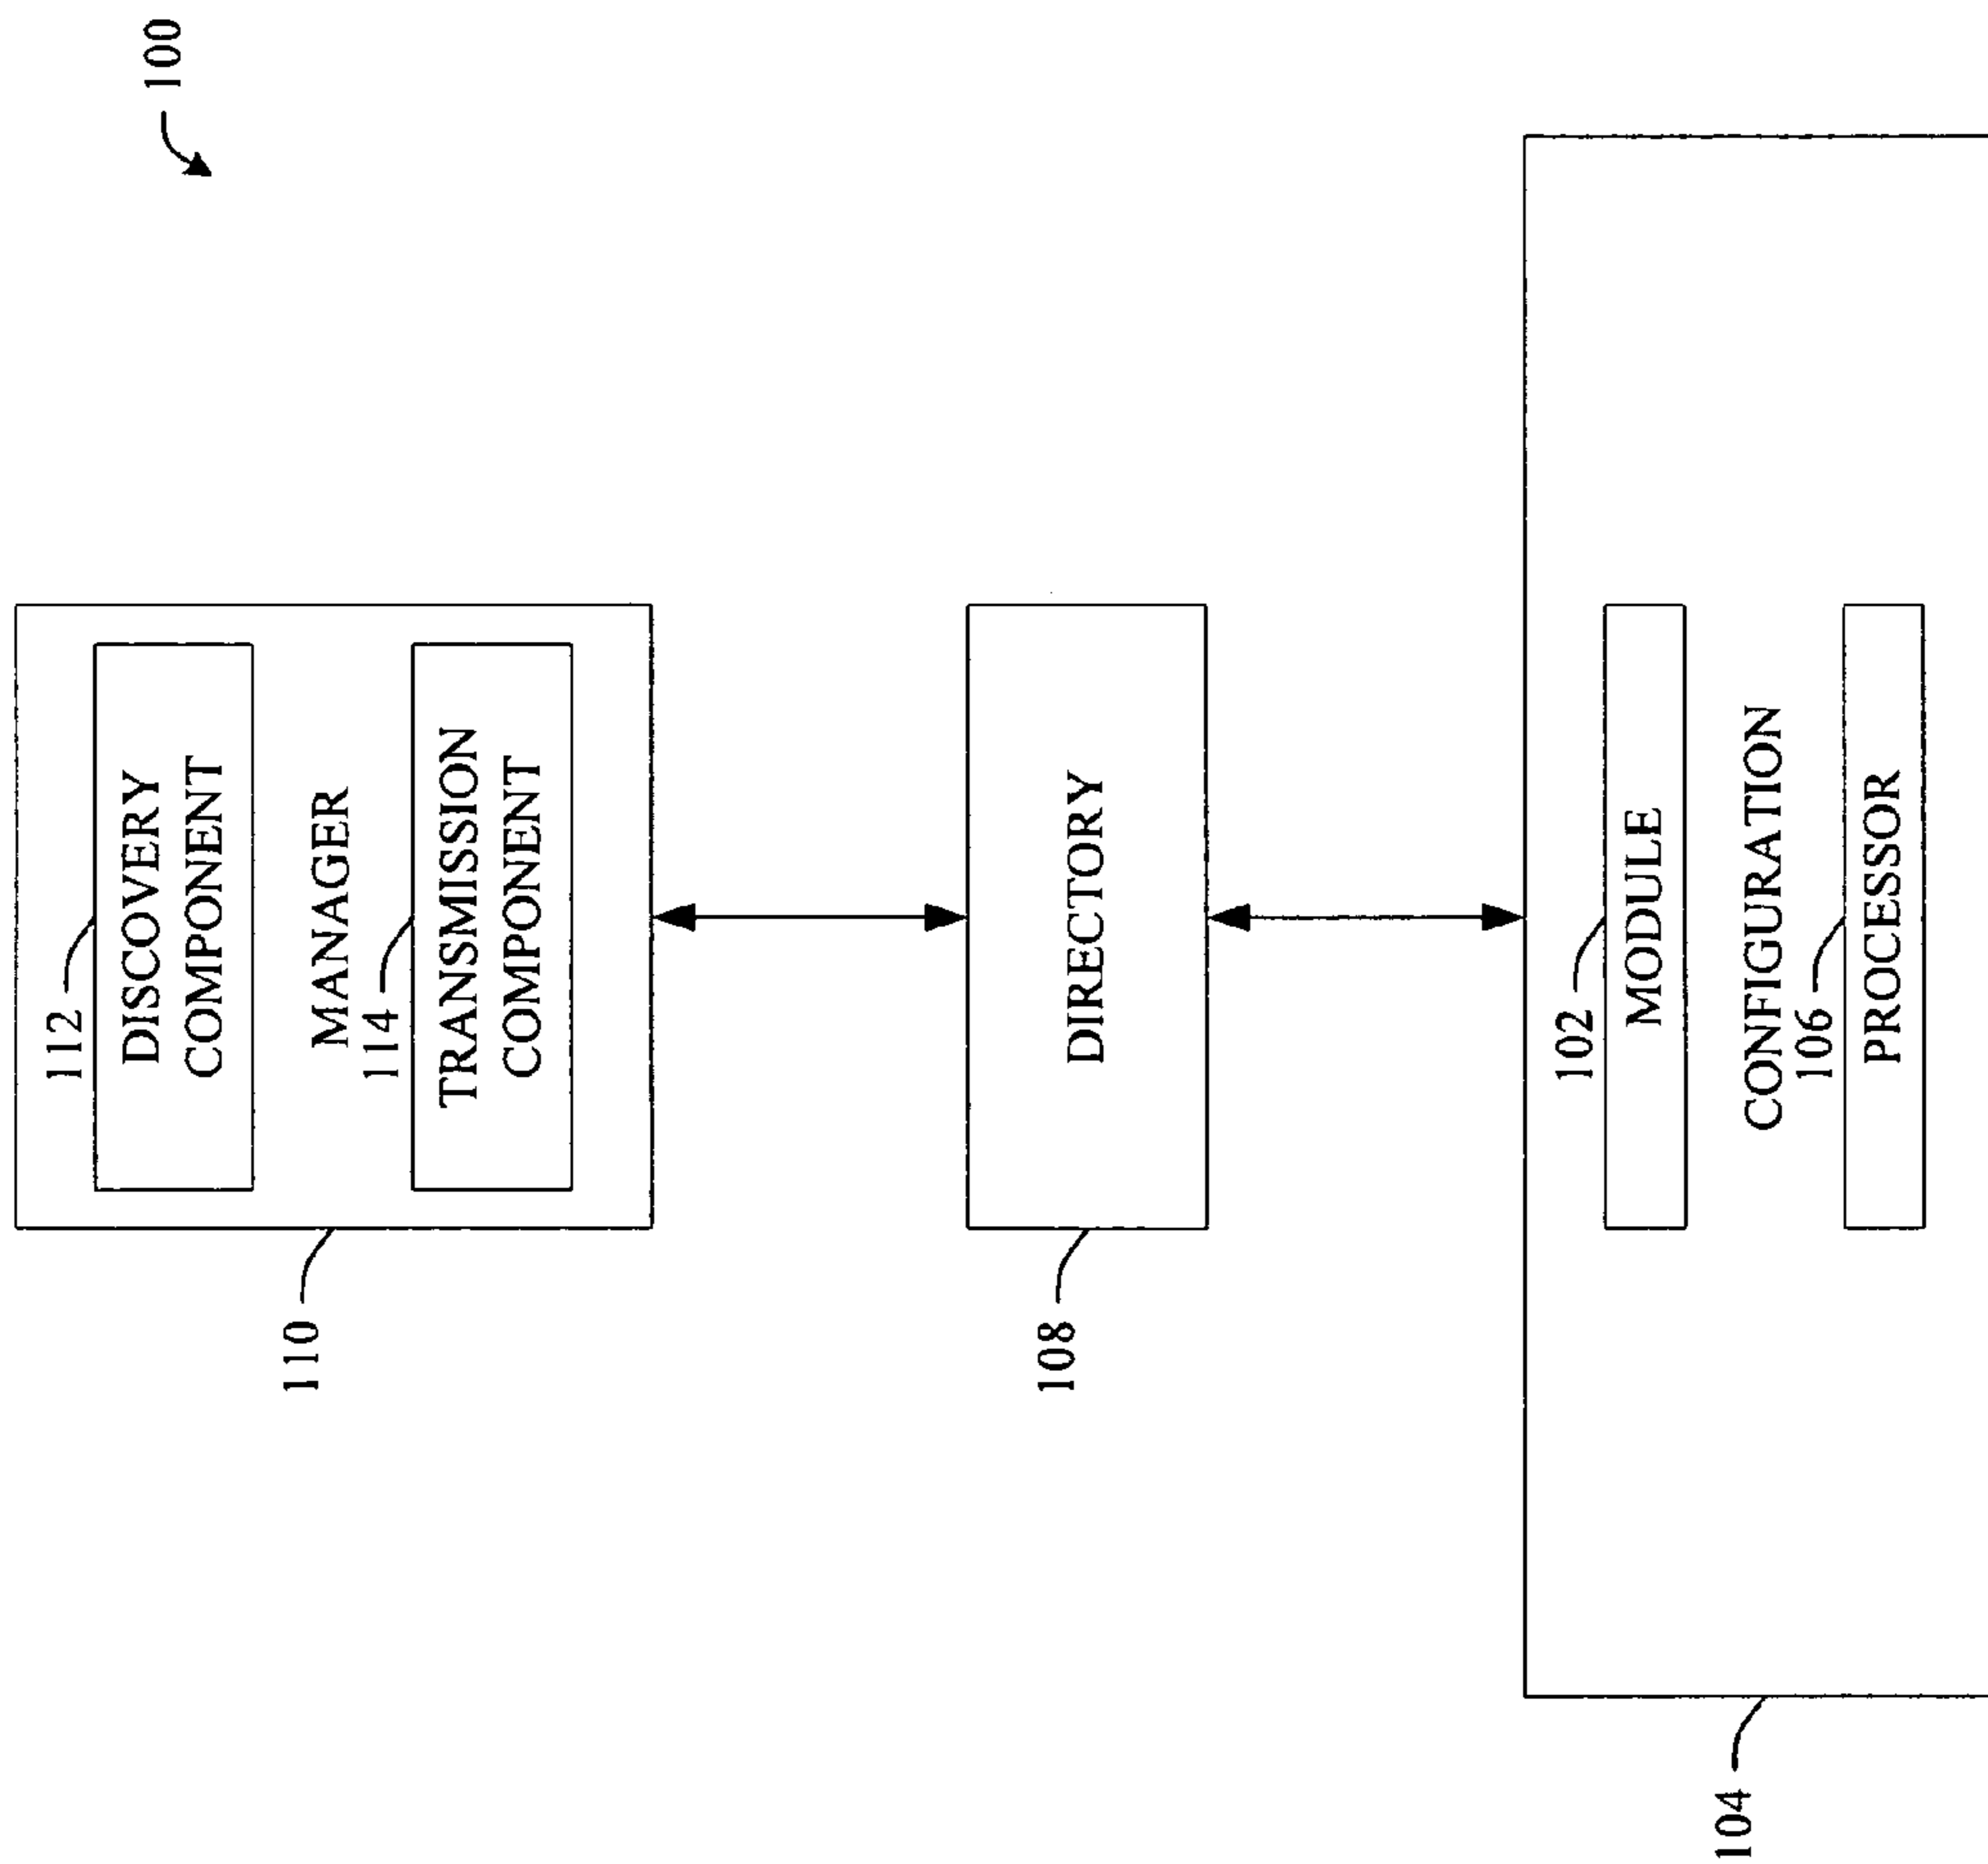 100
112
DISCOVERY
COMPONENT
MANAGER
114
TRANSMISSION
COMPONENT
110
DIRECTORY
108
102
MODULE
CONFIGURATION
106
PROCESSOR
104